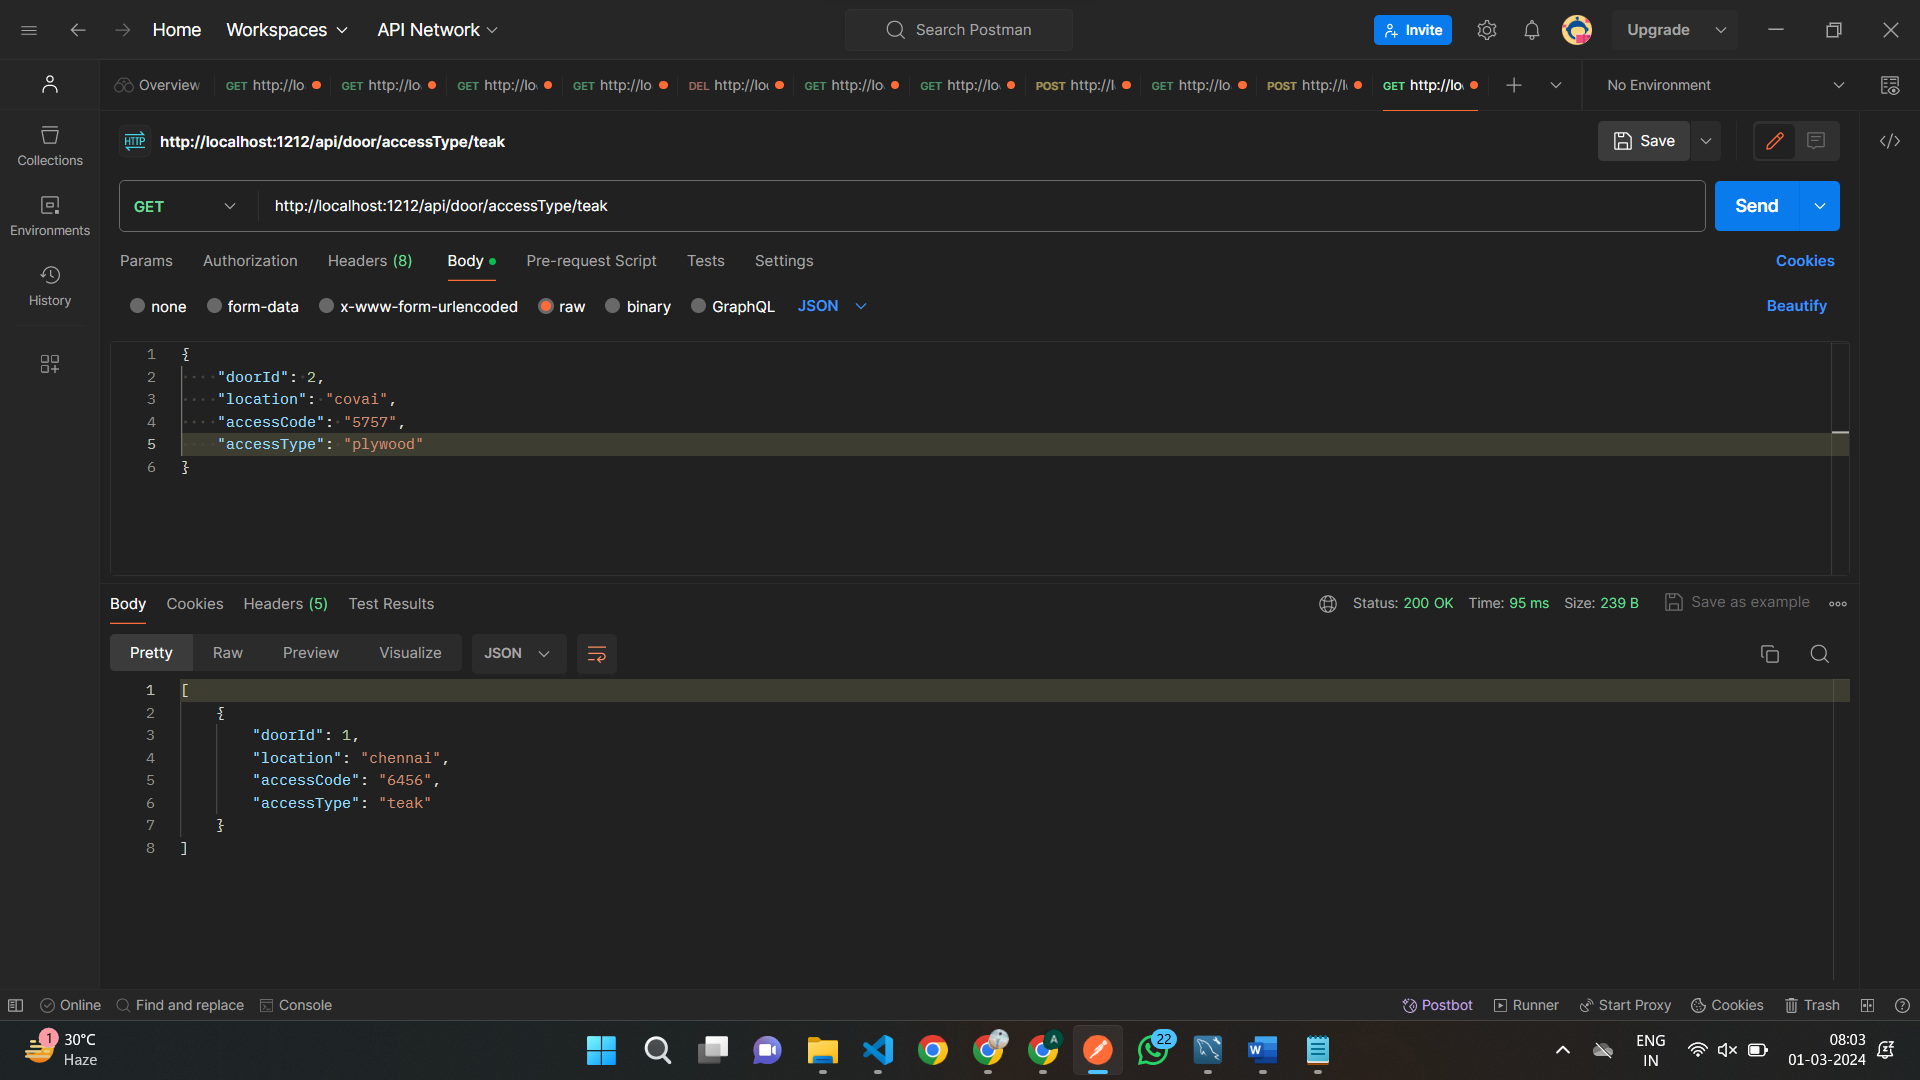 Home Workspaces API Network Search Postman Invite Upgrade
Overview GET http://lo GET http://lo GET http://lo GET http://lo DEL http://lo GET http://lo GET http://lo POST http://l GET http://lo POST http://l GET http://lo No Environment
HTTP http://localhost:1212/api/door/accessType/teak Save
Collections
Environments
History
GET http://localhost:1212/api/door/accessType/teak Send
Params Authorization Headers (8) Body Pre-request Script Tests Settings Cookies
none form-data x-www-form-urlencoded raw binary GraphQL JSON Beautify
1 {
2 "doorId": 2,
3 "location": "covai",
4 "accessCode": "5757",
5 "accessType": "plywood"
6 }
Body Cookies Headers (5) Test Results Status: 200 OK Time: 95 ms Size: 239 B Save as example
Pretty Raw Preview Visualize JSON
1 [
2 {
3 "doorId": 1,
4 "location": "chennai",
5 "accessCode": "6456",
6 "accessType": "teak"
7 }
8 ]
Online Find and replace Console Postbot Runner Start Proxy Cookies Trash
1 30°C
Haze
A
22
W
ENG
IN
08:03
01-03-2024